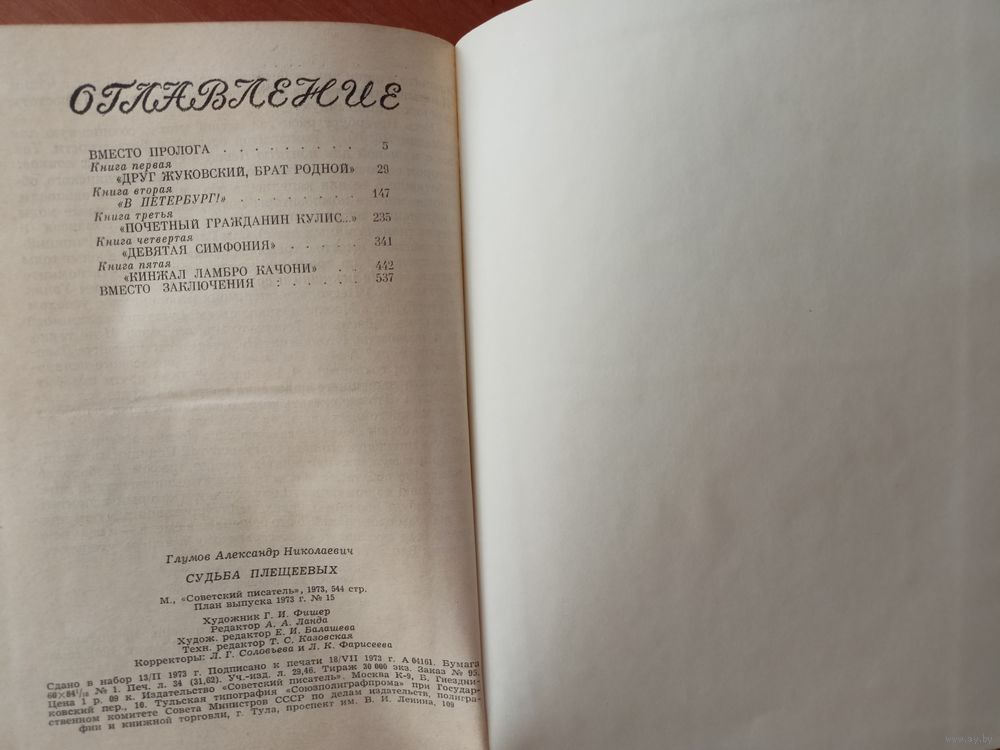 ОГЛАВЛЕНИЕ
ВМЕСТО ПРОЛОГА . . . . . . . . . 5
Книга первая
«ДРУГ ЖУКОВСКИЙ, БРАТ РОДНОЙ» 29
Книга вторая
«В ПЕТЕРБУРГ!» . . . . . . . . 147
Книга третья
«ПОЧЕТНЫЙ ГРАЖДАНИН КУЛИС...» 235
Книга четвертая
«ДЕВЯТАЯ СИМФОНИЯ» . . . . . 341
Книга пятая
«КИНЖАЛ ЛАМБРО КАЧОНИ» . . 442
ВМЕСТО ЗАКЛЮЧЕНИЯ : . . . . . 537
Глумов Александр Николаевич
СУДЬБА ПЛЕЩЕЕВЫХ
М., «Советский писатель», 1973, 544 стр.
План выпуска 1973 г. № 15
Художник Г. И. Фишер
Редактор А. А. Ланда
Худож. редактор Е. И. Балашева
Техн. редактор Т. С. Казовская
Корректоры: Л. Г. Соловьева и Л. К. Фарисеева
Сдано в набор 13/II 1973 г. Подписано к печати 18/VII 1973 г. А 04161. Бумага
60×84¹/₁₆ № 1. Печ. л. 34 (31,62). Уч.-изд. л. 29,46. Тираж 30 000 экз. Заказ № 95.
Цена 1 р. 09 к. Издательство «Советский писатель». Москва К-9, Б. Гнездни-
ковский пер., 10. Тульская типография «Союзполиграфпрома» при Государ-
ственном комитете Совета Министров СССР по делам издательств, полигра-
фии и книжной торговли, г. Тула, проспект им. В. И. Ленина, 109
www.ay.by